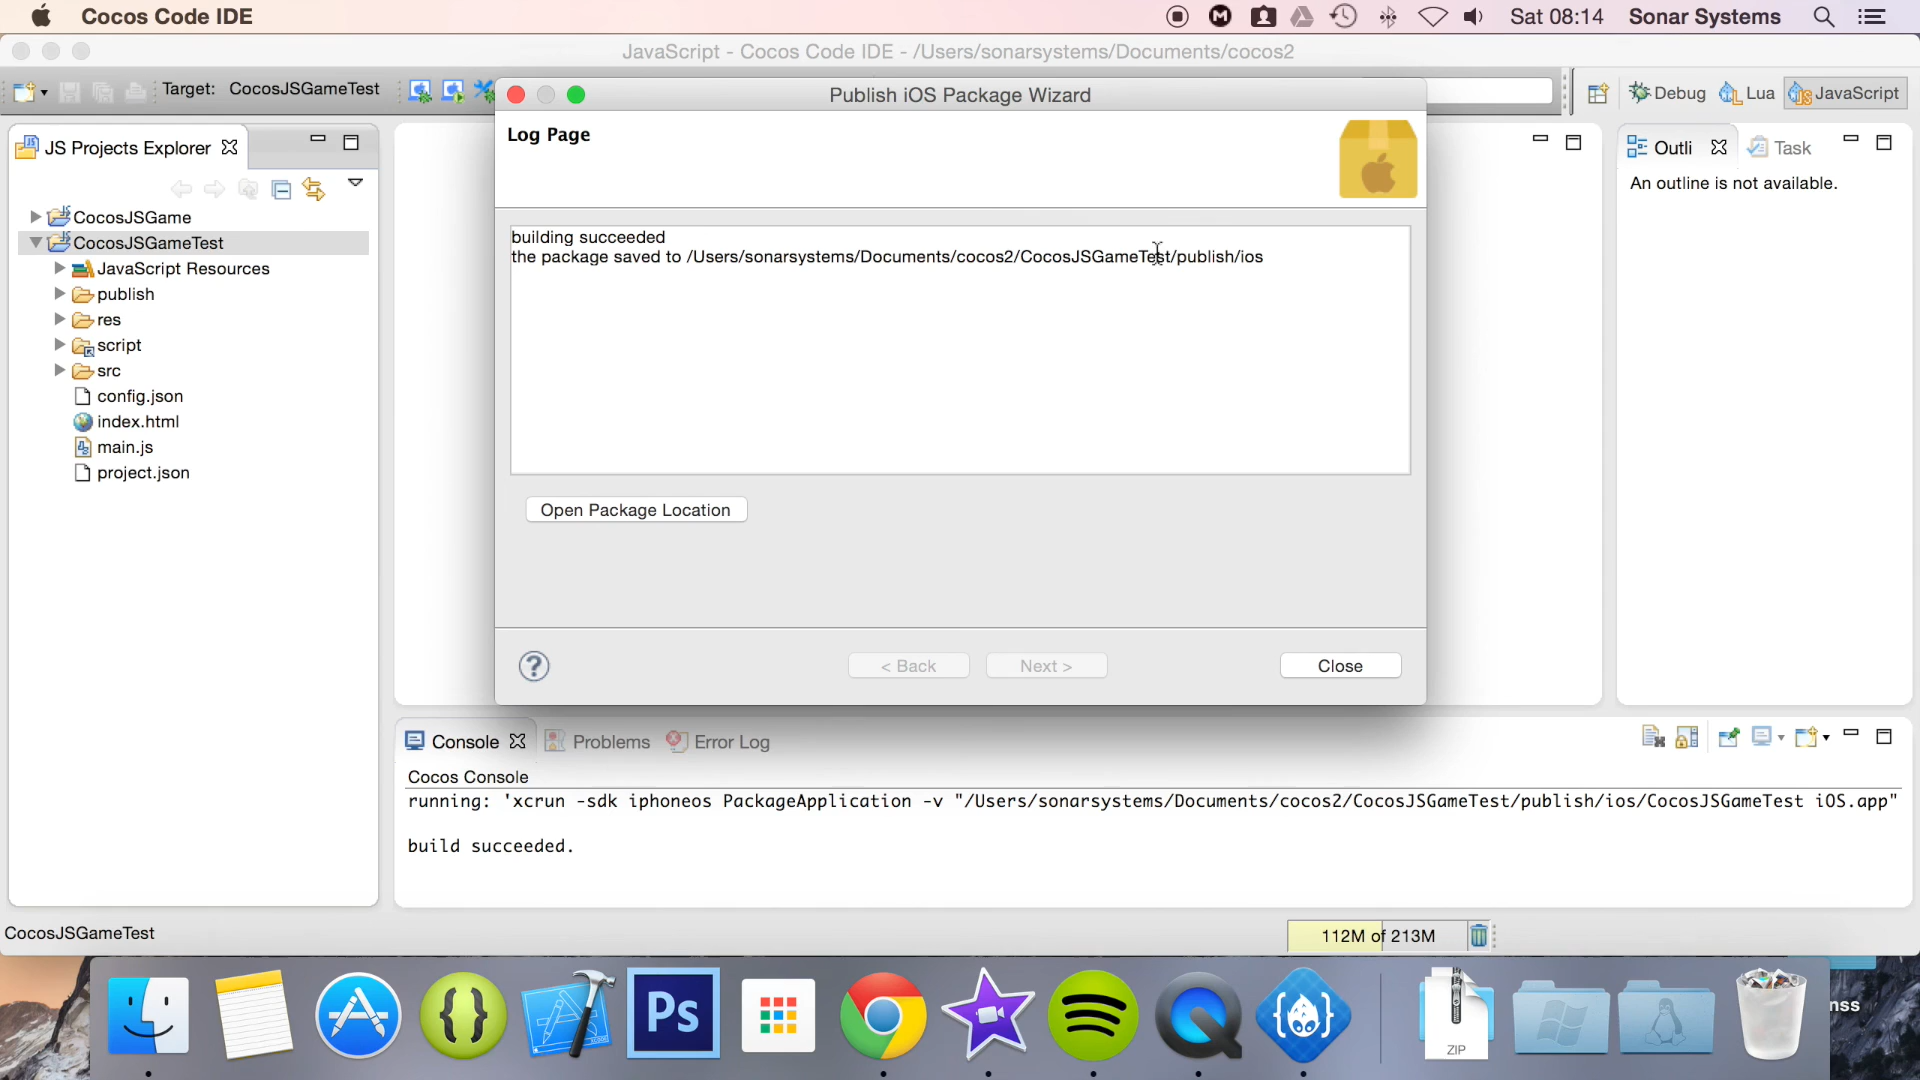 Cocos Code IDE
Sat 08:14
Sonar Systems
JavaScript - Cocos Code IDE - /Users/sonarsystems/Documents/cocos2
Target: CocosJSGameTest
Debug
Lua
JavaScript
Publish iOS Package Wizard
Log Page
building succeeded
the package saved to /Users/sonarsystems/Documents/cocos2/CocosJSGameTest/publish/ios
Open Package Location
?
< Back
Next >
Close
JS Projects Explorer
CocosJSGame
CocosJSGameTest
JavaScript Resources
publish
res
script
src
config.json
index.html
main.js
project.json
Outli
Task
An outline is not available.
Console
Problems
Error Log
Cocos Console
running: 'xcrun -sdk iphoneos PackageApplication -v "/Users/sonarsystems/Documents/cocos2/CocosJSGameTest/publish/ios/CocosJSGameTest iOS.app"
build succeeded.
CocosJSGameTest
112M of 213M
Ps
ZIP
nss